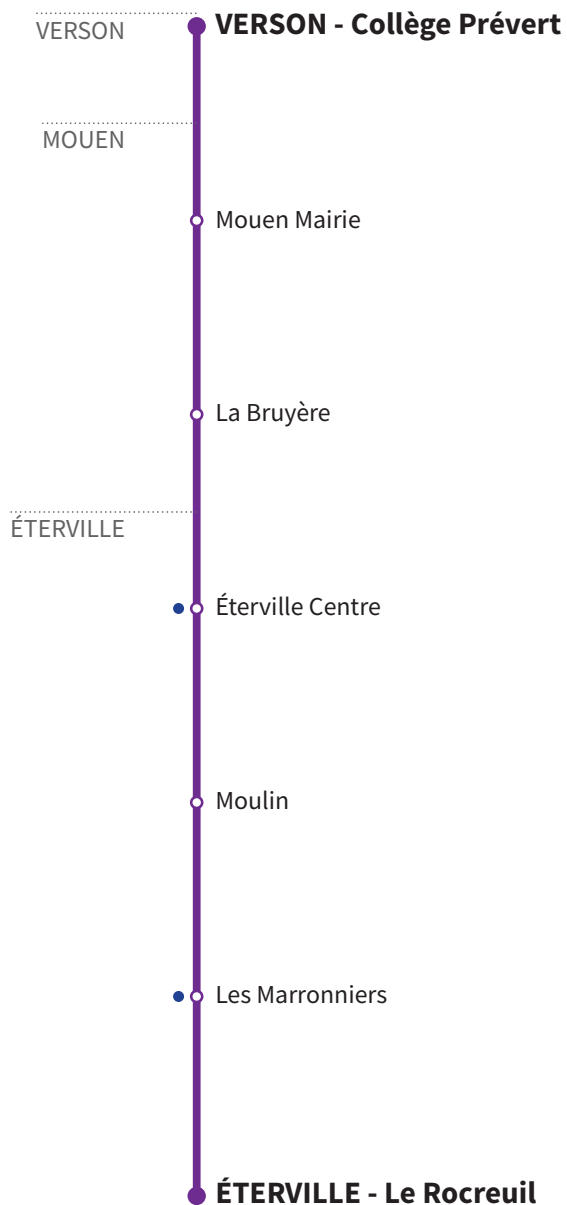 VERSON
VERSON - Collège Prévert
MOUEN
Mouen Mairie
La Bruyère
ÉTERVILLE
Éterville Centre
Moulin
Les Marronniers
ÉTERVILLE - Le Rocreuil